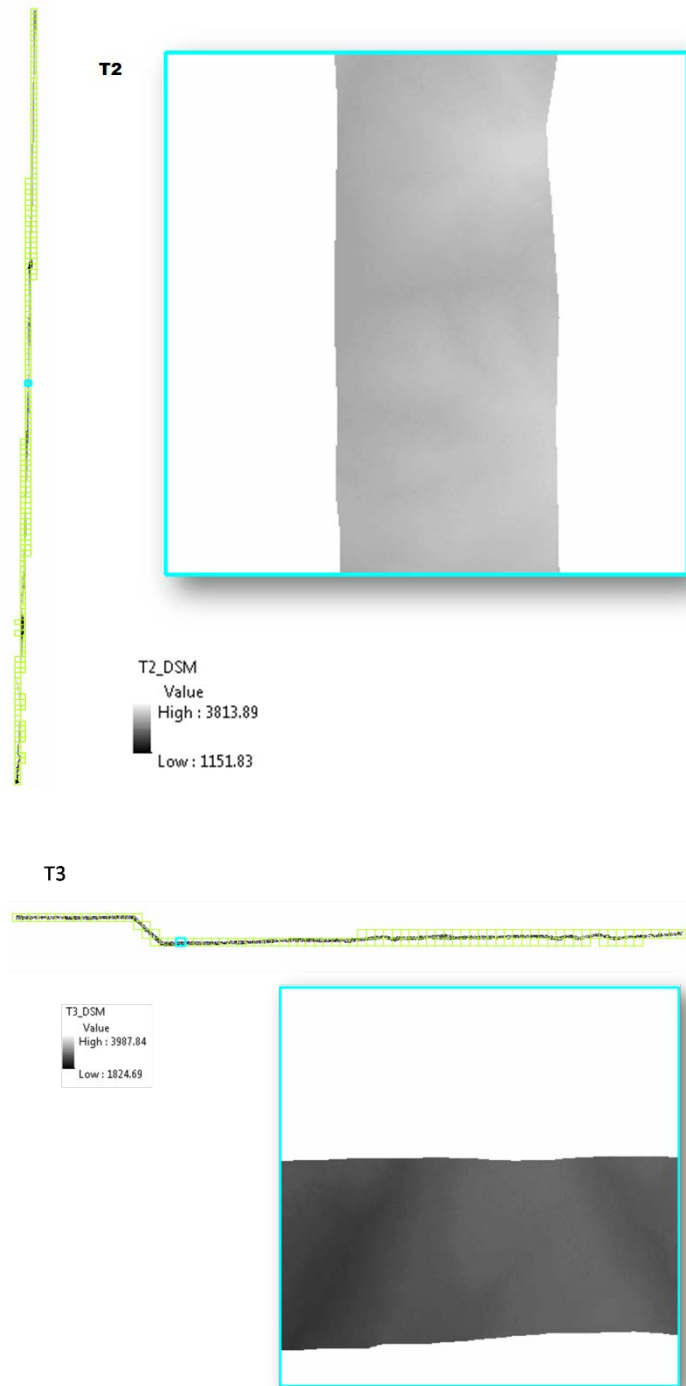 T2
T2_DSM
Value
High : 3813.89
Low : 1151.83
T3
T3_DSM
Value
High : 3987.84
Low : 1824.69